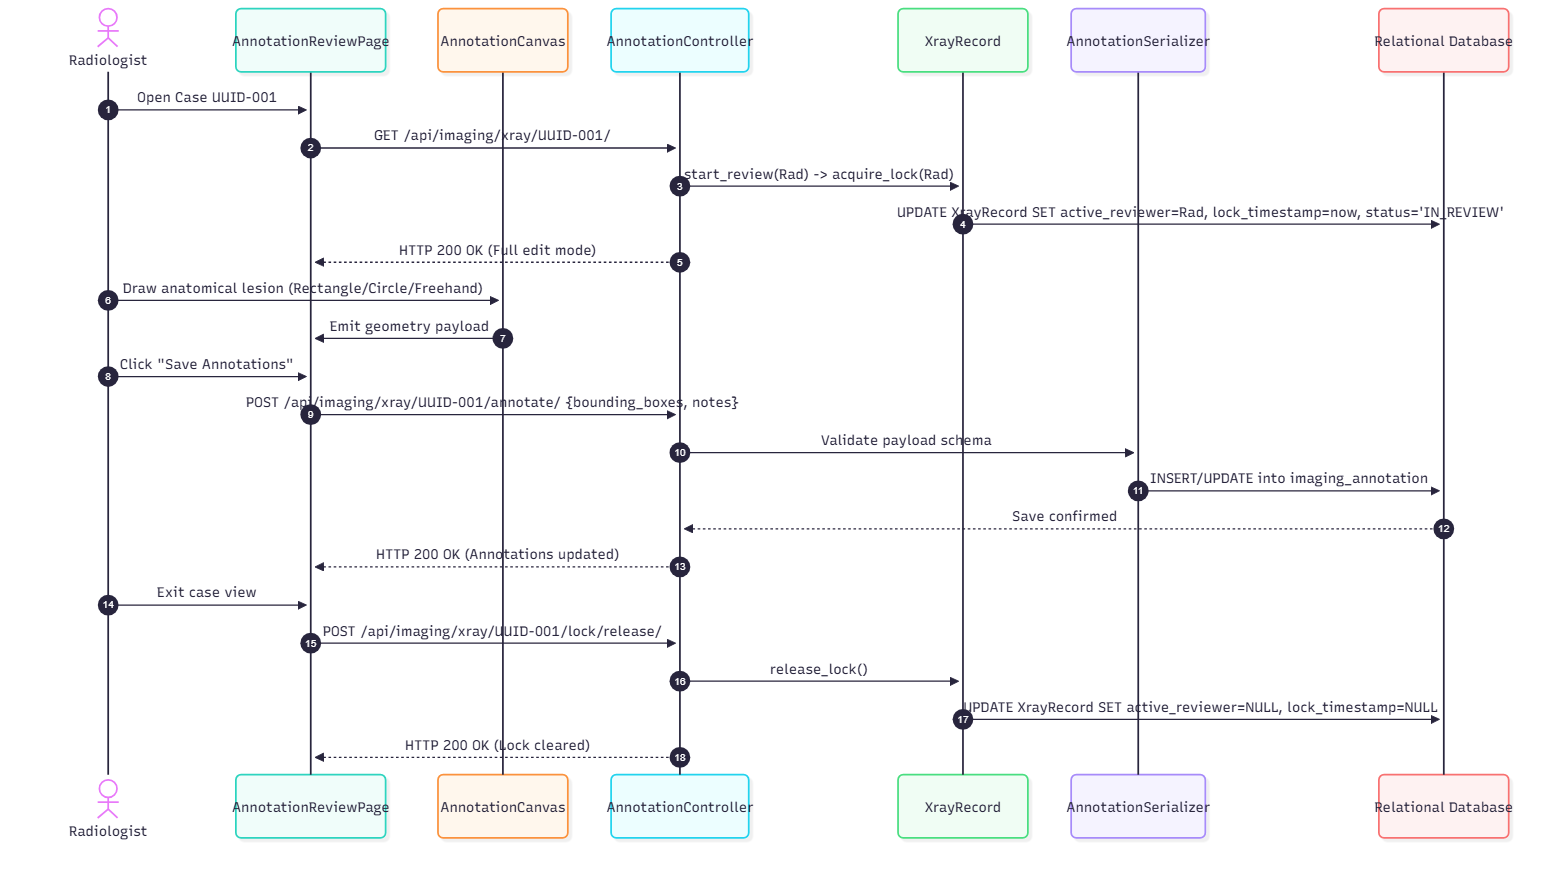 Radiologist
AnnotationReviewPage
AnnotationCanvas
AnnotationController
XrayRecord
AnnotationSerializer
Relational Database
1
Open Case UUID-001
2
GET /api/imaging/xray/UUID-001/
3
start_review(Rad) -> acquire_lock(Rad)
4
UPDATE XrayRecord SET active_reviewer=Rad, lock_timestamp=now, status='IN_REVIEW'
5
HTTP 200 OK (Full edit mode)
6
Draw anatomical lesion (Rectangle/Circle/Freehand)
7
Emit geometry payload
8
Click "Save Annotations"
9
POST /api/imaging/xray/UUID-001/annotate/ {bounding_boxes, notes}
10
Validate payload schema
11
INSERT/UPDATE into imaging_annotation
12
Save confirmed
13
HTTP 200 OK (Annotations updated)
14
Exit case view
15
POST /api/imaging/xray/UUID-001/lock/release/
16
release_lock()
17
UPDATE XrayRecord SET active_reviewer=NULL, lock_timestamp=NULL
18
HTTP 200 OK (Lock cleared)
Radiologist
AnnotationReviewPage
AnnotationCanvas
AnnotationController
XrayRecord
AnnotationSerializer
Relational Database